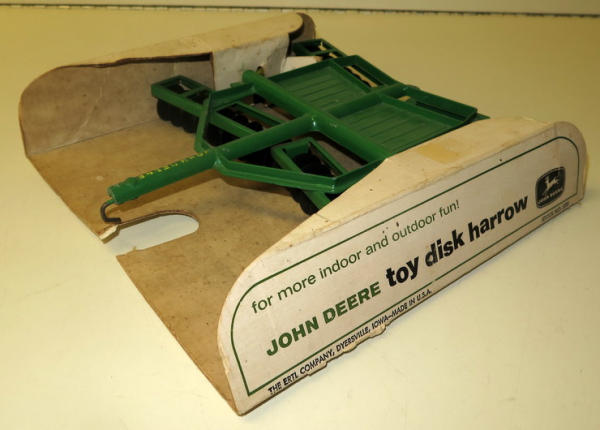 for more indoor and outdoor fun!
JOHN DEERE toy disk harrow
JOHN DEERE
THE ERTL COMPANY, DYERSVILLE, IOWA—MADE IN U.S.A.